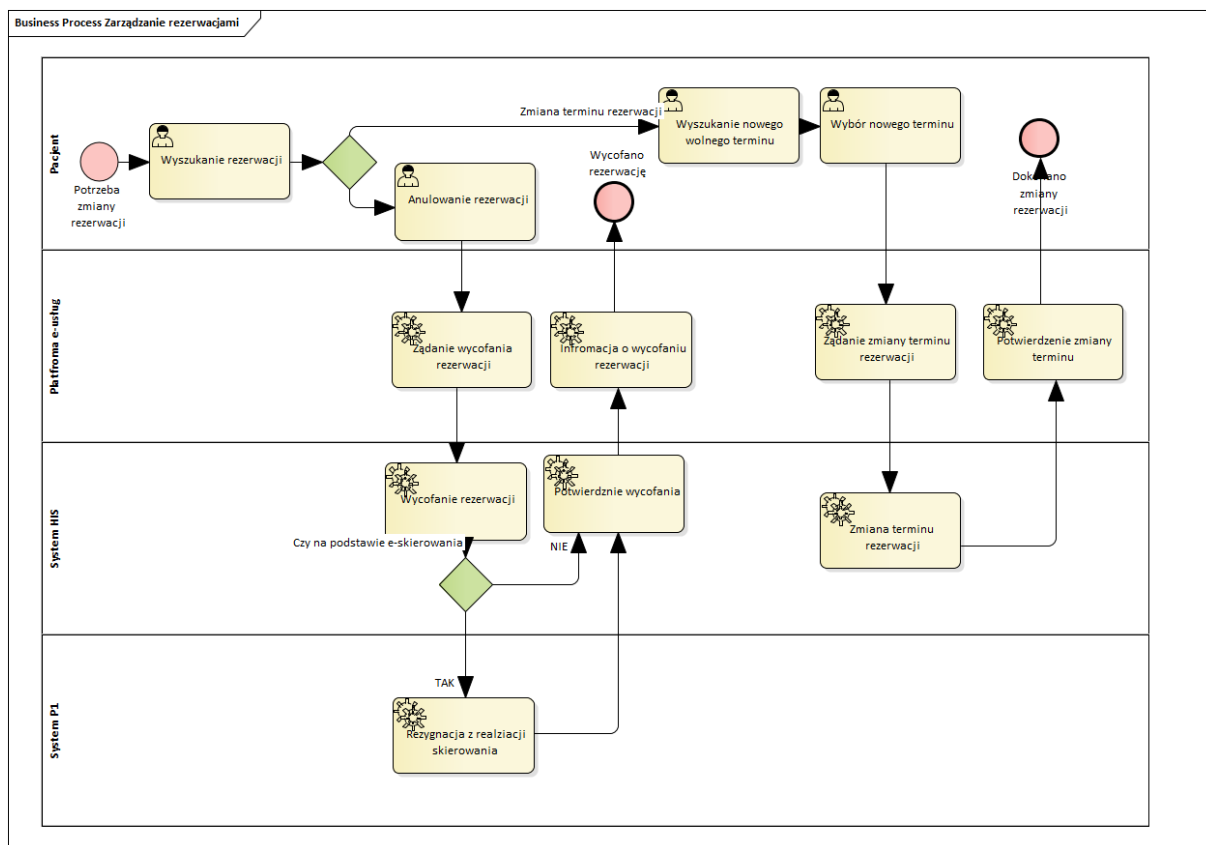 Business Process Zarządzanie rezerwacjami
Pacjent
Potrzeba
zmiany
rezerwacji
Wyszukanie rezerwacji
Zmiana terminu rezerwacji
Anulowanie rezerwacji
Wycofano
rezerwację
Wyszukanie nowego
wolnego terminu
Wybór nowego terminu
Dokonano
zmiany
rezerwacji
Platfroma e-usług
Żądanie wycofania
rezerwacji
Infromacja o wycofaniu
rezerwacji
Żądanie zmiany terminu
rezerwacji
Potwierdzenie zmiany
terminu
System HIS
Wycofanie rezerwacji
Czy na podstawie e-skierowania
NIE
Potwierdznie wycofania
Zmiana terminu
rezerwacji
System P1
TAK
Rezygnacja z realziacji
skierowania